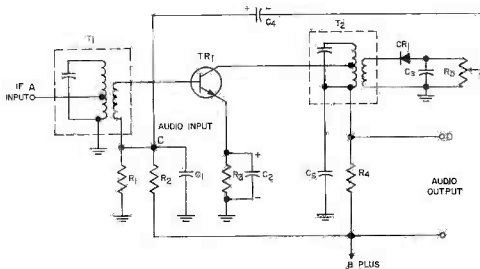 + -
C4
T1
T2
TR1
CR1
IF A
INPUT
C3
R5
AUDIO INPUT
C
+
R1
R2
C1
R3
C2
-
C5
R4
AUDIO
OUTPUT
B PLUS